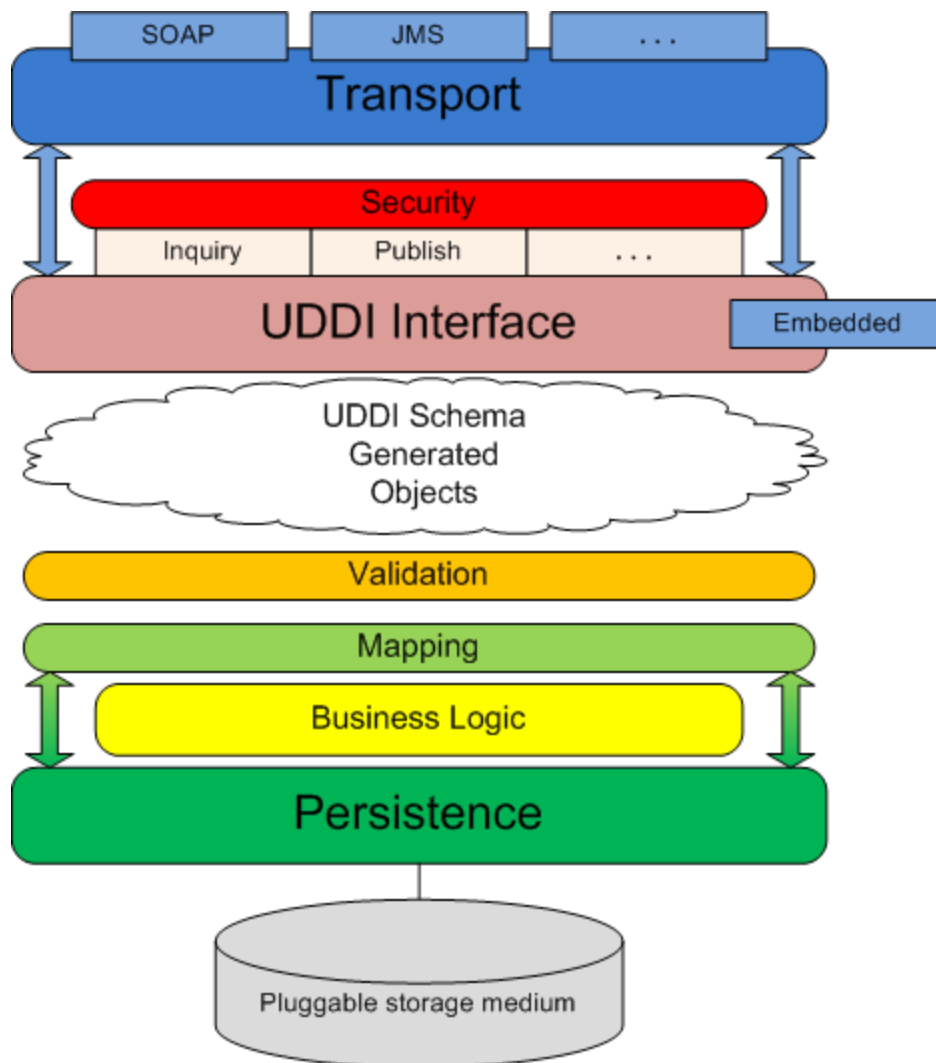 SOAP
JMS
. . .
Transport
Security
Inquiry
Publish
. . .
UDDI Interface
Embedded
UDDI Schema
Generated
Objects
Validation
Mapping
Business Logic
Persistence
Pluggable storage medium